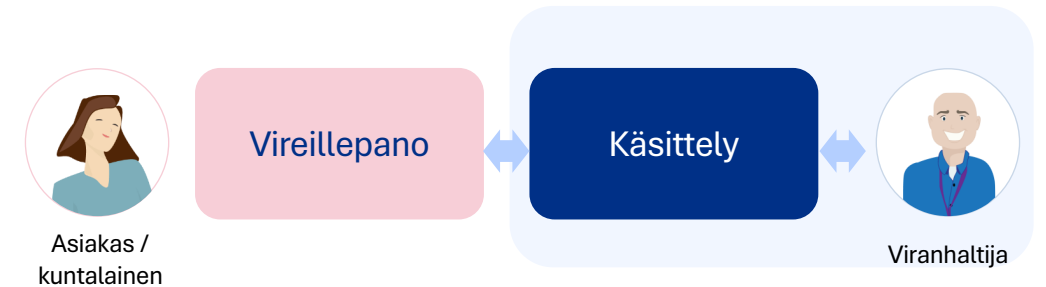 Vireillepano
Käsittely
Asiakas /
kuntalainen
Viranhaltija